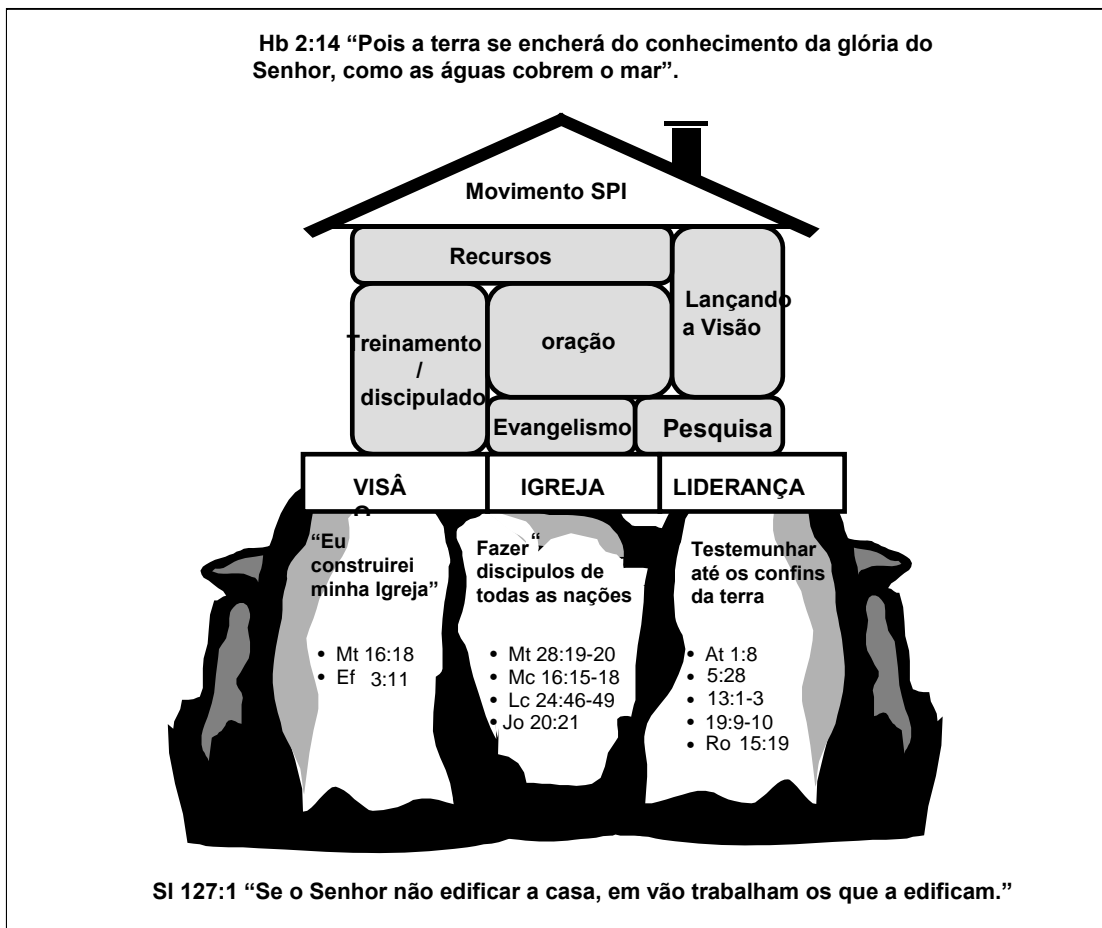 Hb 2:14 “Pois a terra se encherá do conhecimento da glória do
Senhor, como as águas cobrem o mar”.
Movimento SPI
Recursos
Lançando
a Visão
Treinamento
/
discipulado
oração
Evangelismo
Pesquisa
VISÂ
IGREJA
LIDERANÇA
“Eu
construirei
minha Igreja”
Fazer “
discipulos de
todas as nações
Testemunhar
até os confins
da terra
• Mt 16:18
• Ef 3:11
• Mt 28:19-20
• Mc 16:15-18
• Lc 24:46-49
• Jo 20:21
• At 1:8
• 5:28
• 13:1-3
• 19:9-10
• Ro 15:19
Sl 127:1 “Se o Senhor não edificar a casa, em vão trabalham os que a edificam.”